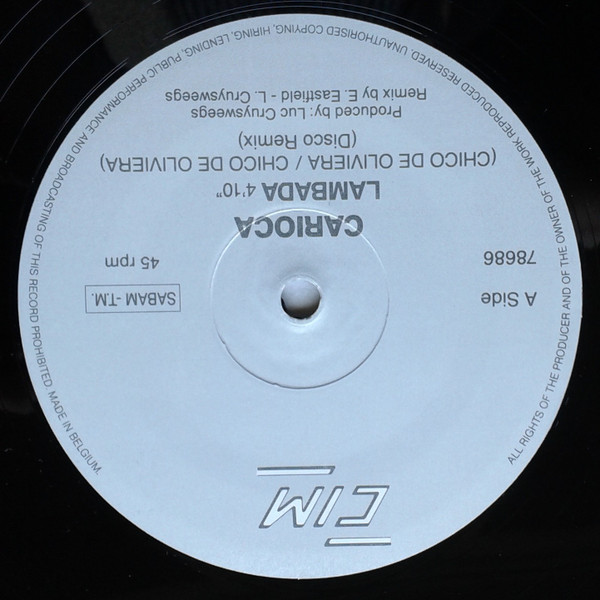 CIM
A Side
78686
SABAM -T.M.
45 rpm
CARIOCA
LAMBADA 4'10"
(CHICO DE OLIVIERA / CHICO DE OLIVIERA)
(Disco Remix)
Produced by: Luc Cruysweegs
Remix by E. Eastfield - L. Cruysweegs
ALL RIGHTS OF THE PRODUCER AND OF THE OWNER OF THE WORK REPRODUCED RESERVED. UNAUTHORISED COPYING, HIRING, LENDING, PUBLIC PERFORMANCE AND BROADCASTING OF THIS RECORD PROHIBITED MADE IN BELGIUM.